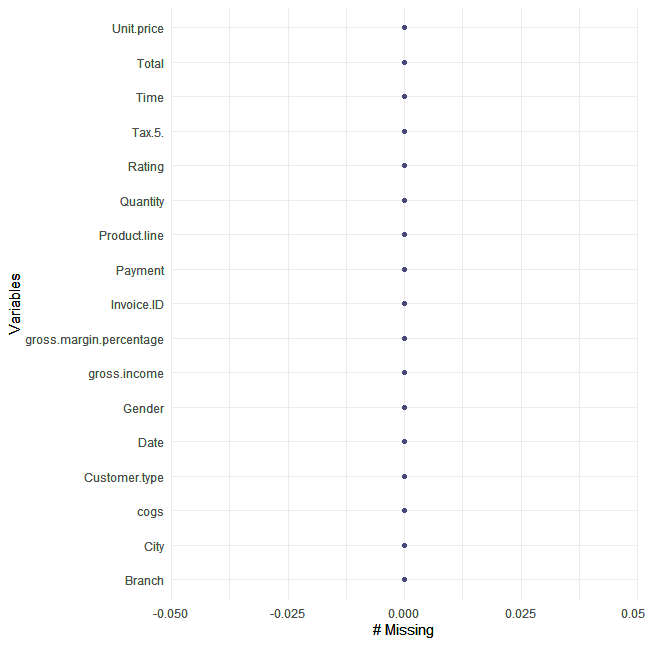 Unit.price
Total
Time
Tax.5.
Rating
Quantity
Product.line
Payment
Invoice.ID
gross.margin.percentage
gross.income
Gender
Date
Customer.type
cogs
City
Branch
Variables
-0.050 -0.025 0.000 0.025 0.05
# Missing